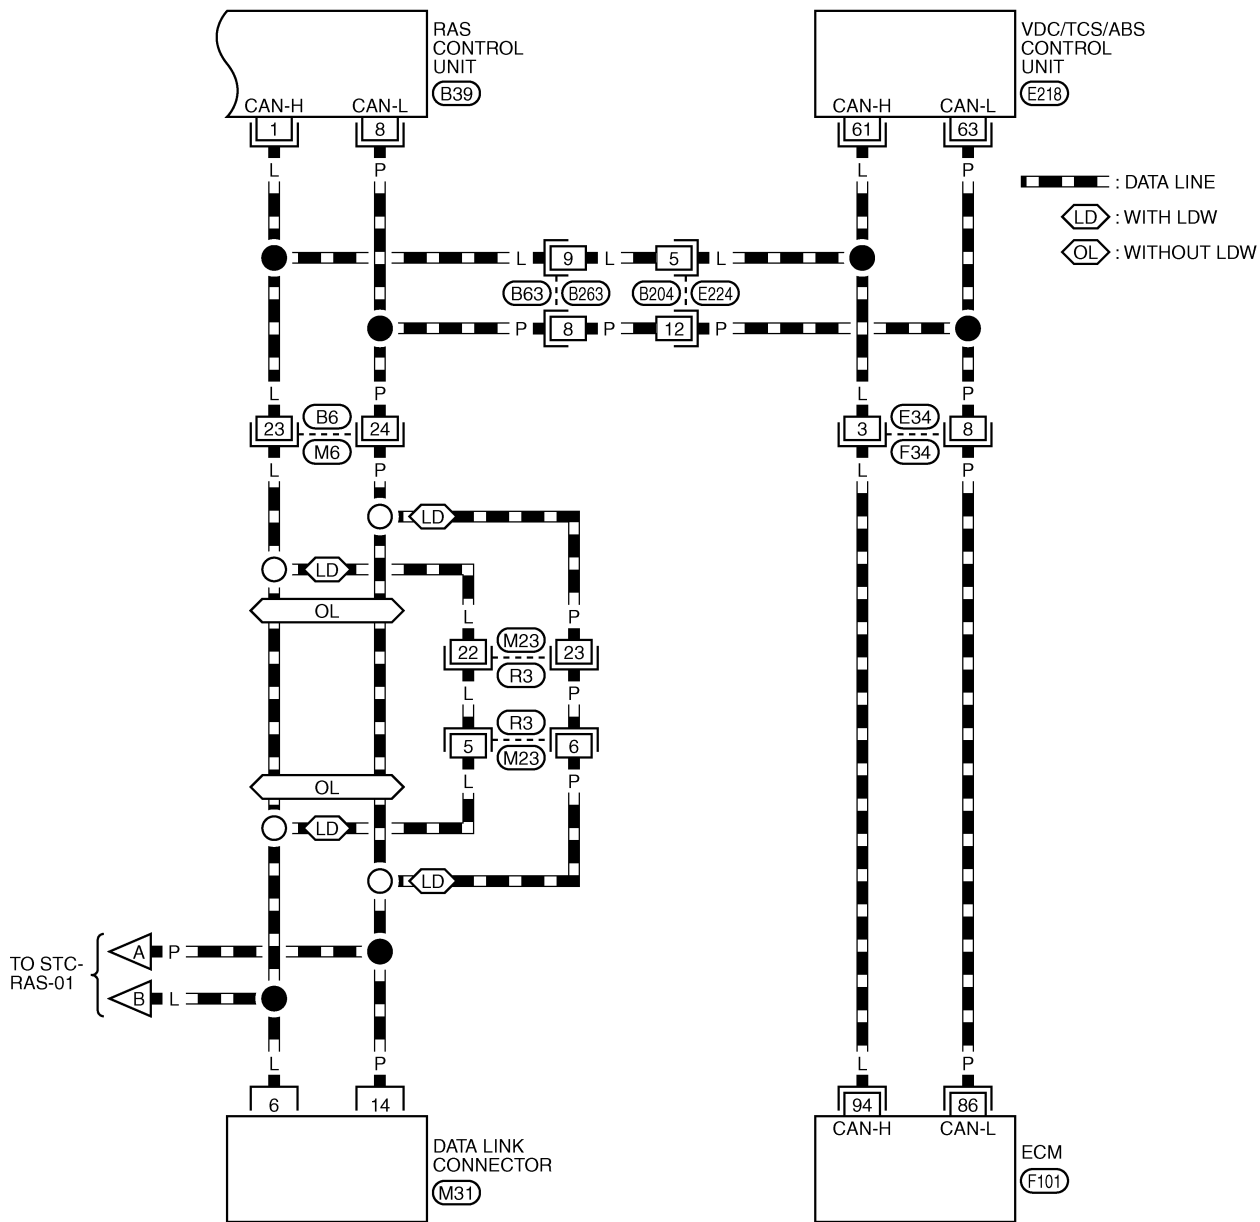 RAS
CONTROL
UNIT
B39
CAN-H CAN-L
1 8
L P
VDC/TCS/ABS
CONTROL
UNIT
E218
CAN-H CAN-L
61 63
L P
: DATA LINE
LD : WITH LDW
OL : WITHOUT LDW
L 9 L 5 L
B63 B263 B204 E224
P 8 P 12 P
L P L P
23 B6 24 3 E34 8
M6 F34
L P L P
LD
LD
OL
L P
22 M23 23
R3
L P
R3
5 6
M23
L P
OL
LD
LD
TO STC-
RAS-01
A P
B L
L P L P
6 14
94 86
CAN-H CAN-L
DATA LINK
CONNECTOR
M31
ECM
F101